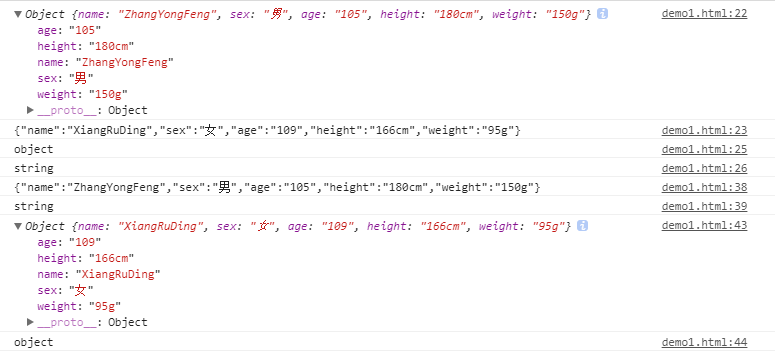 ▼Object {name: "ZhangYongFeng", sex: "男", age: "105", height: "180cm", weight: "150g"} i demo1.html:22
age: "105"
height: "180cm"
name: "ZhangYongFeng"
sex: "男"
weight: "150g"
▶__proto__: Object
{"name":"XiangRuDing","sex":"女","age":"109","height":"166cm","weight":"95g"} demo1.html:23
object demo1.html:25
string demo1.html:26
{"name":"ZhangYongFeng","sex":"男","age":"105","height":"180cm","weight":"150g"} demo1.html:38
string demo1.html:39
▼Object {name: "XiangRuDing", sex: "女", age: "109", height: "166cm", weight: "95g"} i demo1.html:43
age: "109"
height: "166cm"
name: "XiangRuDing"
sex: "女"
weight: "95g"
▶__proto__: Object
object demo1.html:44